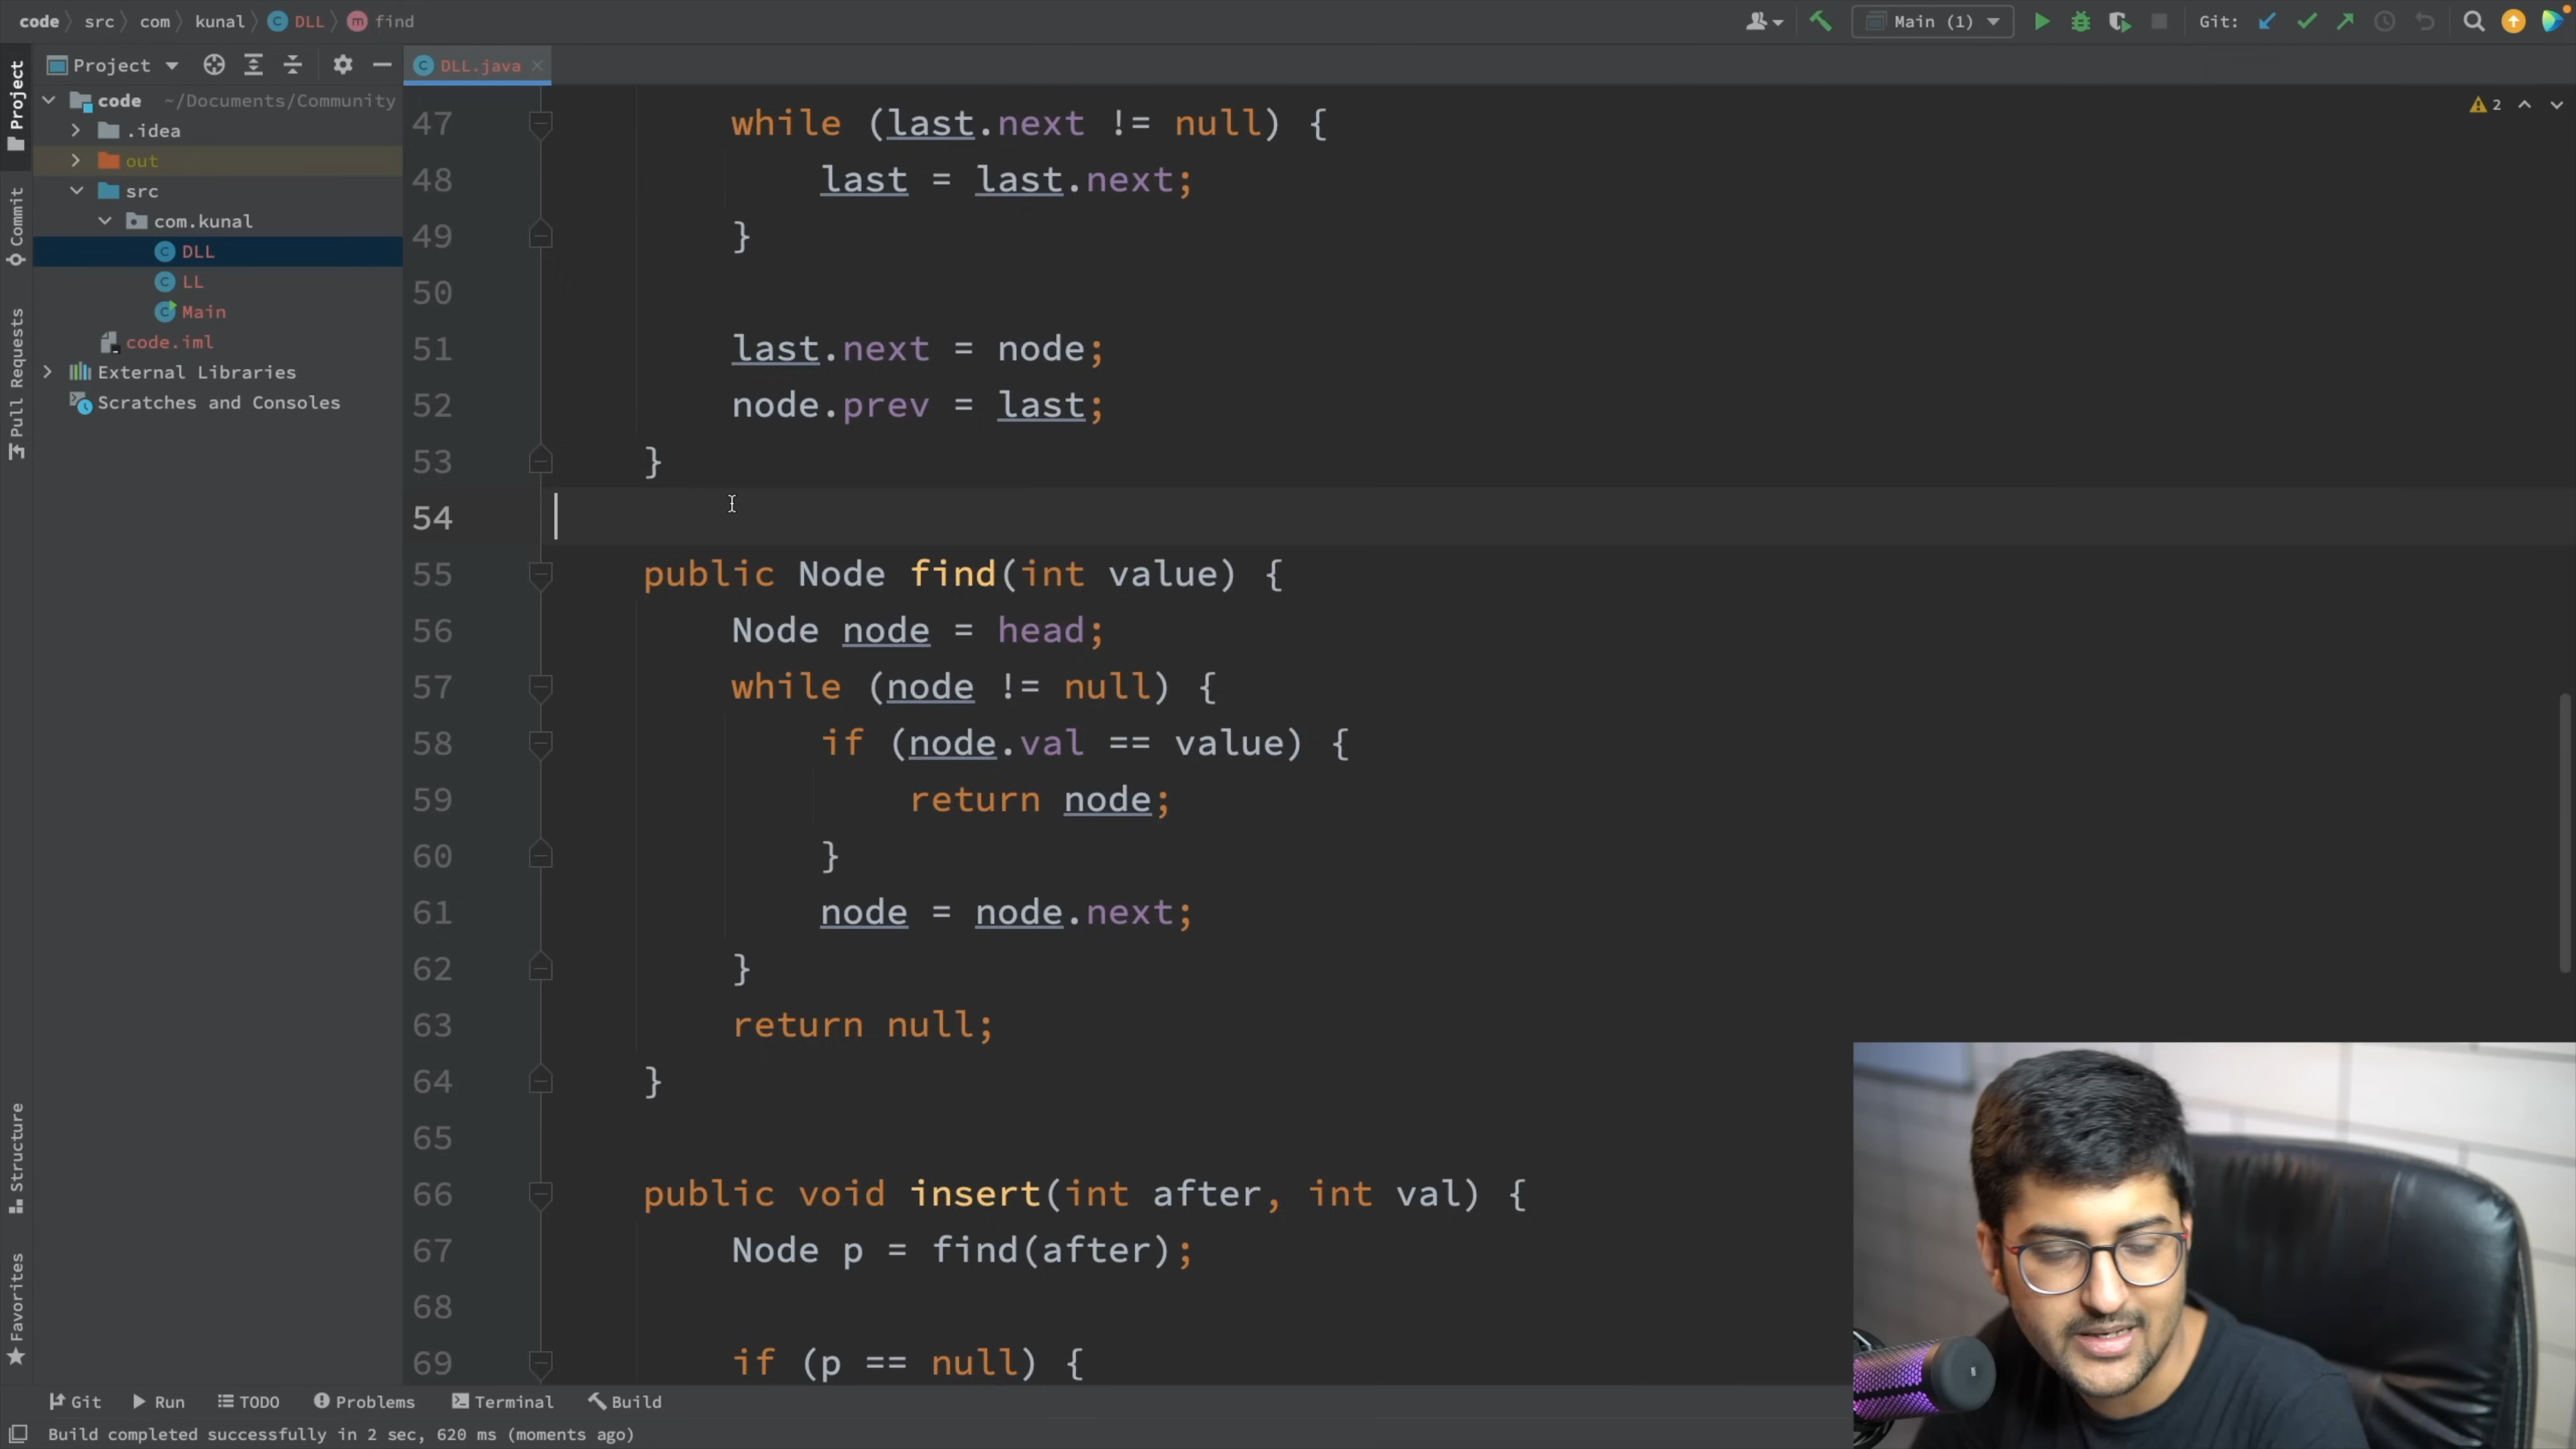 code src com kunal DLL find
Main (1) Git:
Project DLL.java
code ~/Documents/Community
.idea
out
src
com.kunal
DLL
LL
Main
code.iml
External Libraries
Scratches and Consoles
Project
Commit
Pull Requests
Structure
Favorites
2
47 while (last.next != null) {
48 last = last.next;
49 }
50
51 last.next = node;
52 node.prev = last;
53 }
54
55 public Node find(int value) {
56 Node node = head;
57 while (node != null) {
58 if (node.val == value) {
59 return node;
60 }
61 node = node.next;
62 }
63 return null;
64 }
65
66 public void insert(int after, int val) {
67 Node p = find(after);
68
69 if (p == null) {
Git Run TODO Problems Terminal Build
Build completed successfully in 2 sec, 620 ms (moments ago)